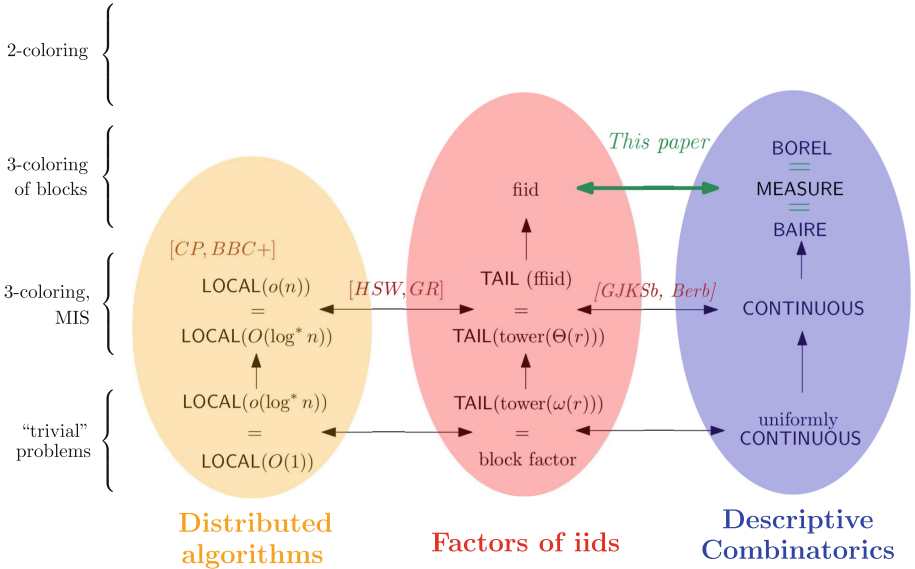 2-coloring
3-coloring
of blocks
3-coloring,
MIS
"trivial"
problems
[CP, BBC+]
LOCAL(o(n))
=
LOCAL(O(log* n))
LOCAL(o(log* n))
=
LOCAL(O(1))
Distributed
algorithms
[HSW, GR]
fiid
TAIL (ffiid)
=
TAIL(tower(Θ(r)))
TAIL(tower(ω(r)))
=
block factor
Factors of iids
This paper
[GJKSb, Berb]
BOREL
=
MEASURE
=
BAIRE
CONTINUOUS
uniformly
CONTINUOUS
Descriptive
Combinatorics